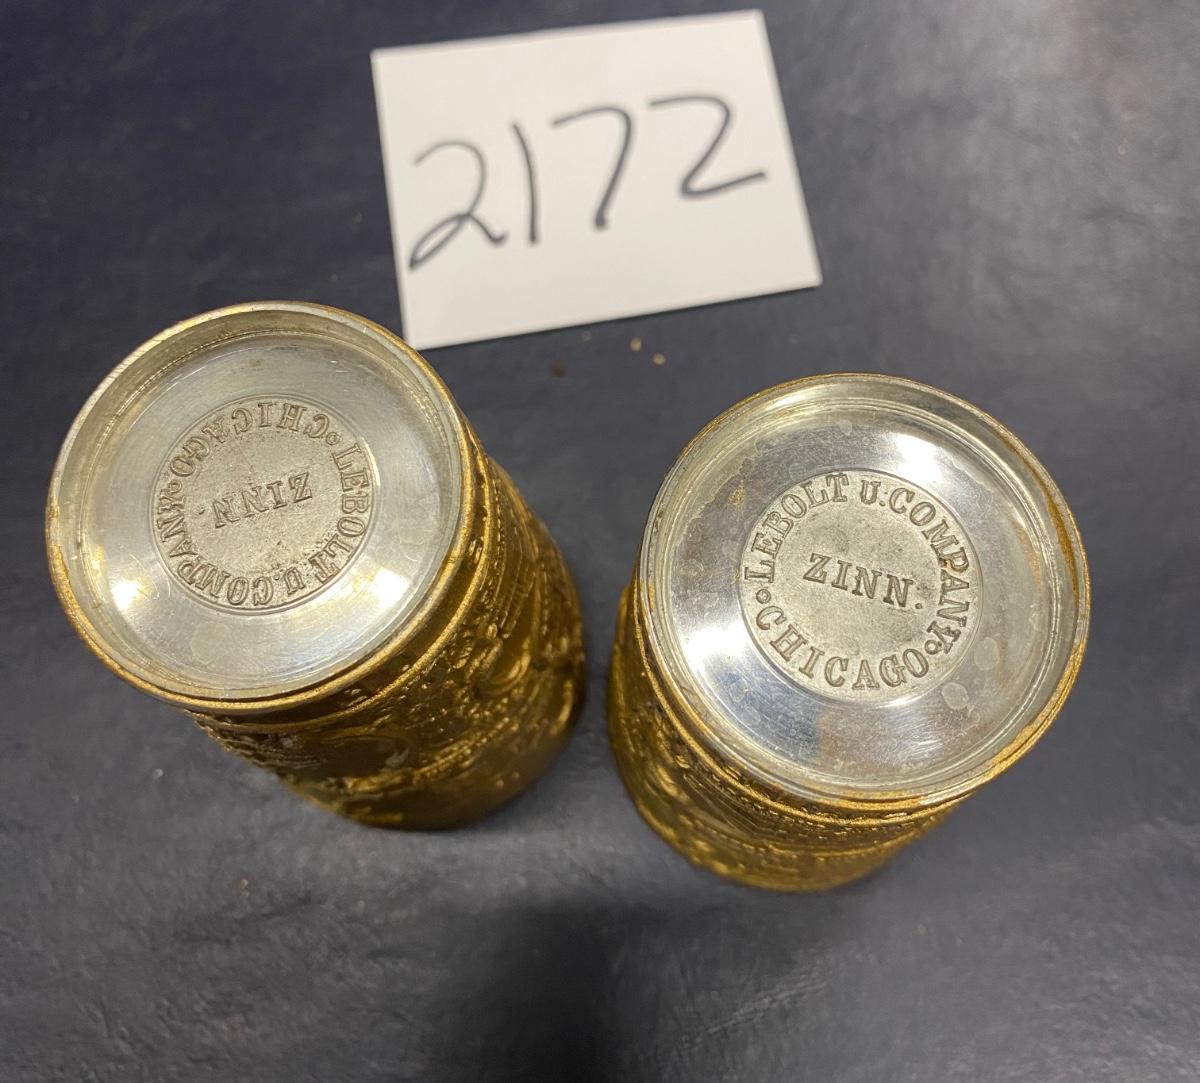 2172
LEBOLT U. COMPANY.
CHICAGO
ZINN.
LEBOLT U. COMPANY
CHICAGO
ZINN.